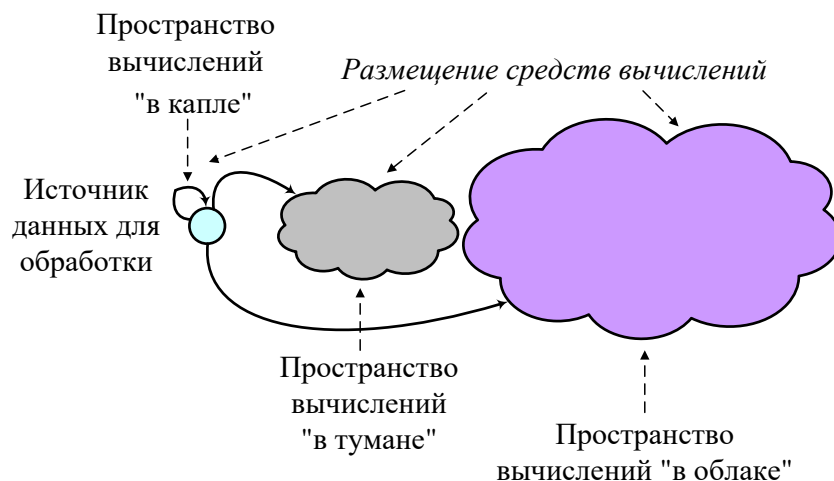 Пространство
вычислений
"в капле"
Размещение средств вычислений
Источник
данных для
обработки
Пространство
вычислений
"в тумане"
Пространство
вычислений "в облаке"